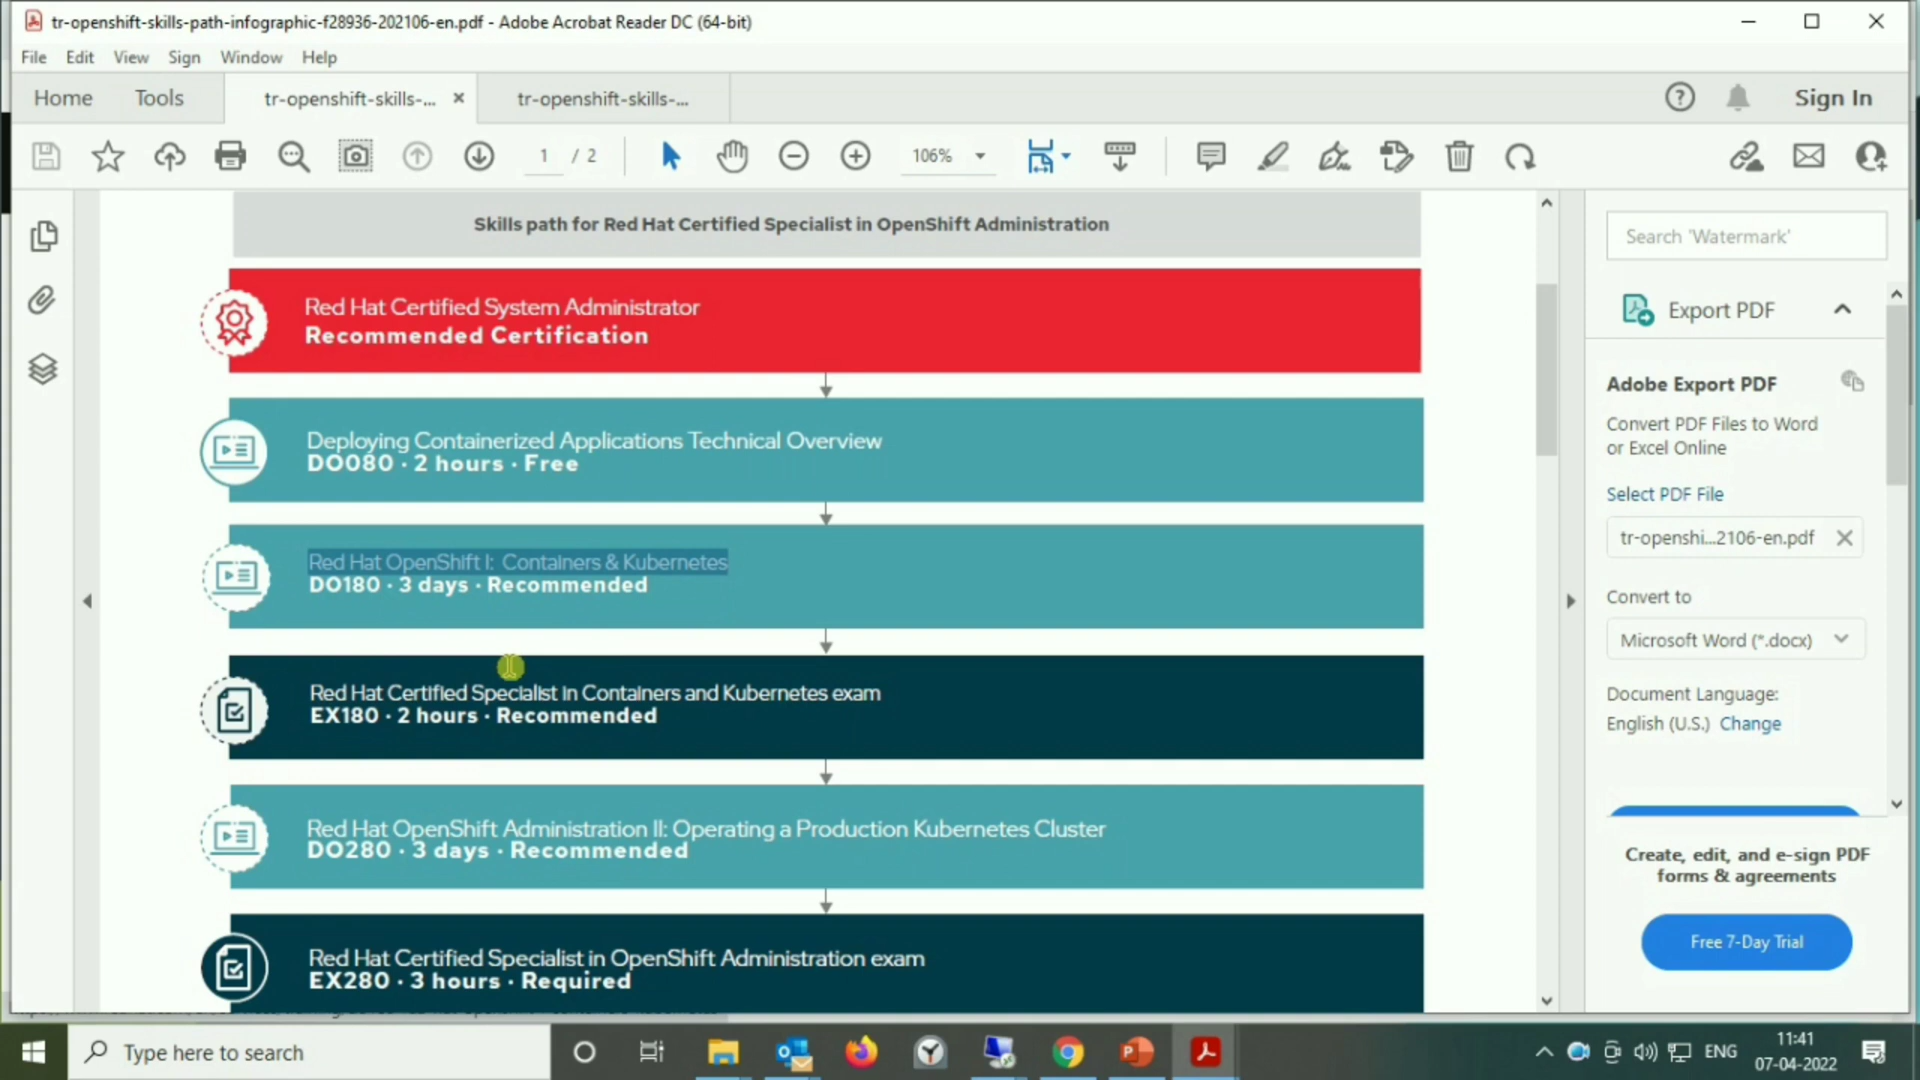 tr-openshift-skills-path-infographic-f28936-202106-en.pdf - Adobe Acrobat Reader DC (64-bit)
File Edit View Sign Window Help
Home Tools tr-openshift-skills-... tr-openshift-skills-... Sign In
1 / 2 106%
Search 'Watermark'
Export PDF
Adobe Export PDF
Convert PDF Files to Word
or Excel Online
Select PDF File
tr-openshi...2106-en.pdf
Convert to
Microsoft Word (*.docx)
Document Language:
English (U.S.) Change
Create, edit, and e-sign PDF
forms & agreements
Free 7-Day Trial
Skills path for Red Hat Certified Specialist in OpenShift Administration
Red Hat Certified System Administrator
Recommended Certification
Deploying Containerized Applications Technical Overview
DO080 · 2 hours · Free
Red Hat OpenShift I: Containers & Kubernetes
DO180 · 3 days · Recommended
Red Hat Certified Specialist in Containers and Kubernetes exam
EX180 · 2 hours · Recommended
Red Hat OpenShift Administration II: Operating a Production Kubernetes Cluster
DO280 · 3 days · Recommended
Red Hat Certified Specialist in OpenShift Administration exam
EX280 · 3 hours · Required
Type here to search
ENG
11:41
07-04-2022